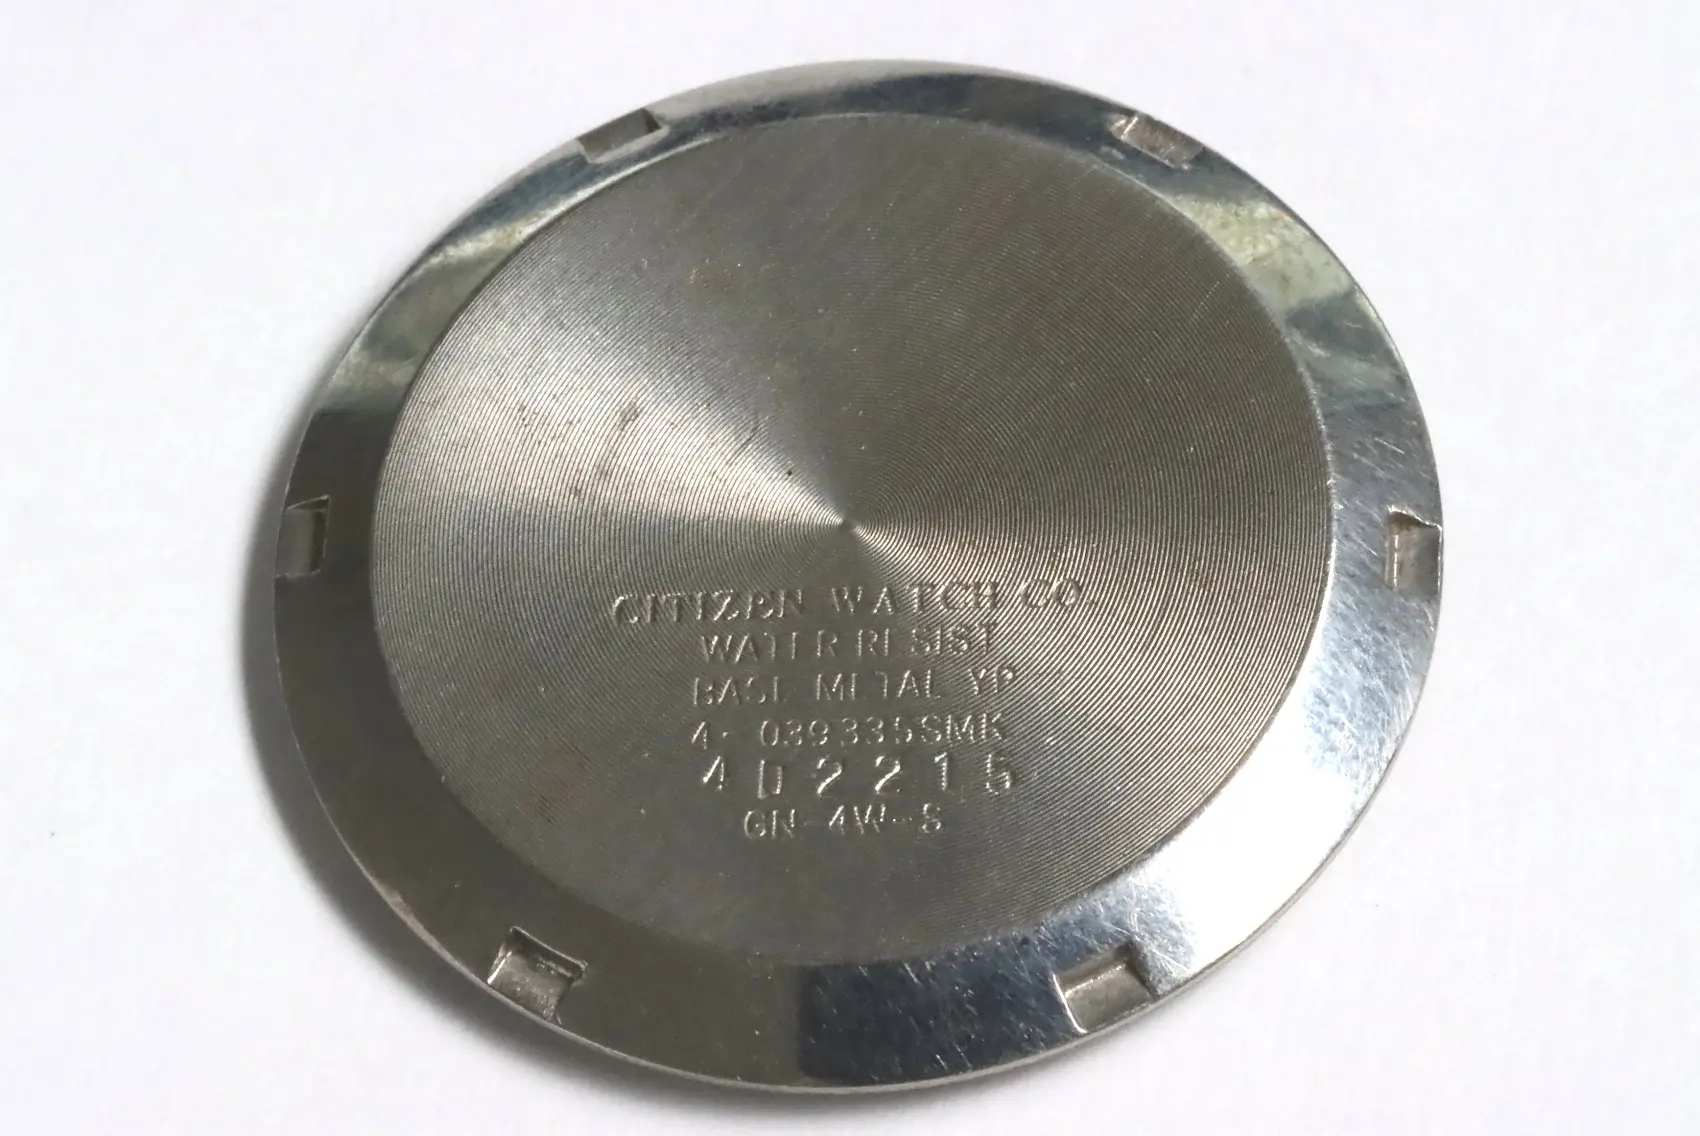 CITIZEN WATCH CO.
WATER RESIST
BASE METAL YP
4-039335SMK
4D2215
GN-4W-S